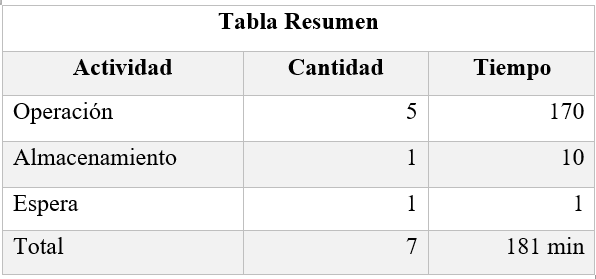 Tabla Resumen
Actividad Cantidad Tiempo
Operación 5 170
Almacenamiento 1 10
Espera 1 1
Total 7 181 min